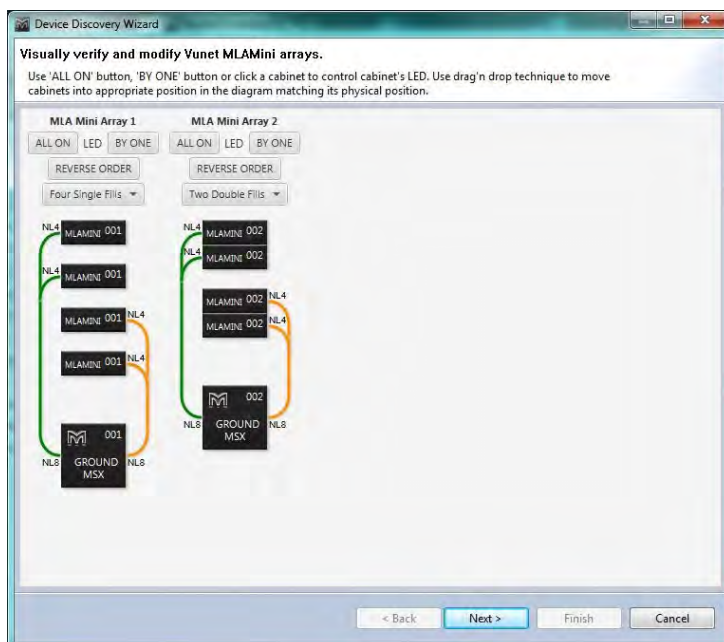 Device Discovery Wizard
Visually verify and modify Vunet MLAMini arrays.
Use 'ALL ON' button, 'BY ONE' button or click a cabinet to control cabinet's LED. Use drag'n drop technique to move
cabinets into appropriate position in the diagram matching its physical position.
MLA Mini Array 1
ALL ON LED BY ONE
REVERSE ORDER
Four Single Fills
NL4 MLAMINI 001
NL4 MLAMINI 001
MLAMINI 001 NL4
MLAMINI 001 NL4
001
NL8 GROUND NL8
MSX
MLA Mini Array 2
ALL ON LED BY ONE
REVERSE ORDER
Two Double Fills
NL4 MLAMINI 002
NL4 MLAMINI 002
MLAMINI 002 NL4
MLAMINI 002 NL4
002
NL8 GROUND NL8
MSX
< Back Next > Finish Cancel